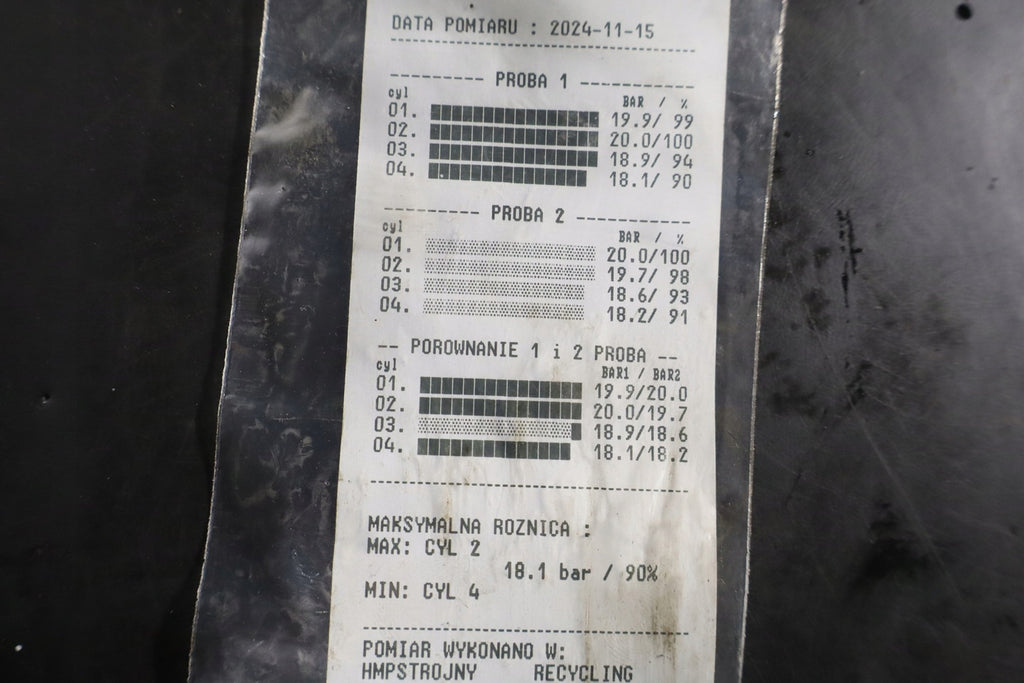 DATA POMIARU : 2024-11-15
PROBA 1
cyl BAR / %
01. 19.9/ 99
02. 20.0/100
03. 18.9/ 94
04. 18.1/ 90
PROBA 2
cyl BAR / %
01. 20.0/100
02. 19.7/ 98
03. 18.6/ 93
04. 18.2/ 91
-- POROWNANIE 1 i 2 PROBA --
cyl BAR1 / BAR2
01. 19.9/20.0
02. 20.0/19.7
03. 18.9/18.6
04. 18.1/18.2
MAKSYMALNA ROZNICA :
MAX: CYL 2
18.1 bar / 90%
MIN: CYL 4
POMIAR WYKONANO W:
HMPSTROJNY RECYCLING